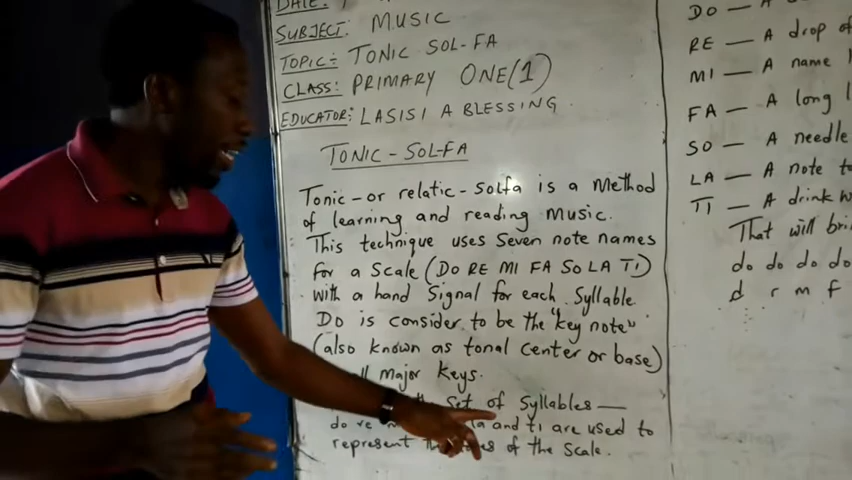 DATE:
SUBJECT: MUSIC
TOPIC: TONIC SOL-FA
CLASS: PRIMARY ONE (1)
EDUCATOR: LASISI A BLESSING
TONIC-SOL-FA
Tonic-or relatic-Solfa is a Method
of learning and reading music.
This technique uses Seven note names
for a Scale (DO RE MI FA SO LA TI)
with a hand Signal for each Syllable
Do is consider to be the "key note"
(also known as tonal Center or base)
major keys.
Set of Syllables —
do re and ti are used to
represent of the Scale.
DO — A
RE — A drop of
MI — A name
FA — A long
SO — A needle
LA — A note to
TI — A drink
That will
do do do do
d r m f